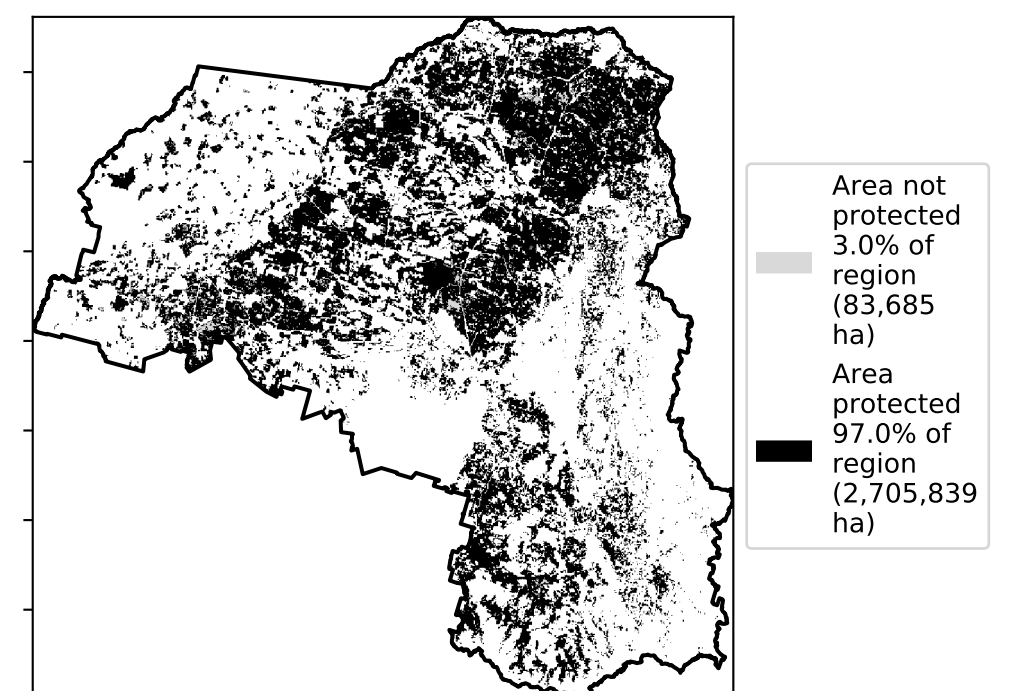 Area not
protected
3.0% of
region
(83,685
ha)
Area
protected
97.0% of
region
(2,705,839
ha)